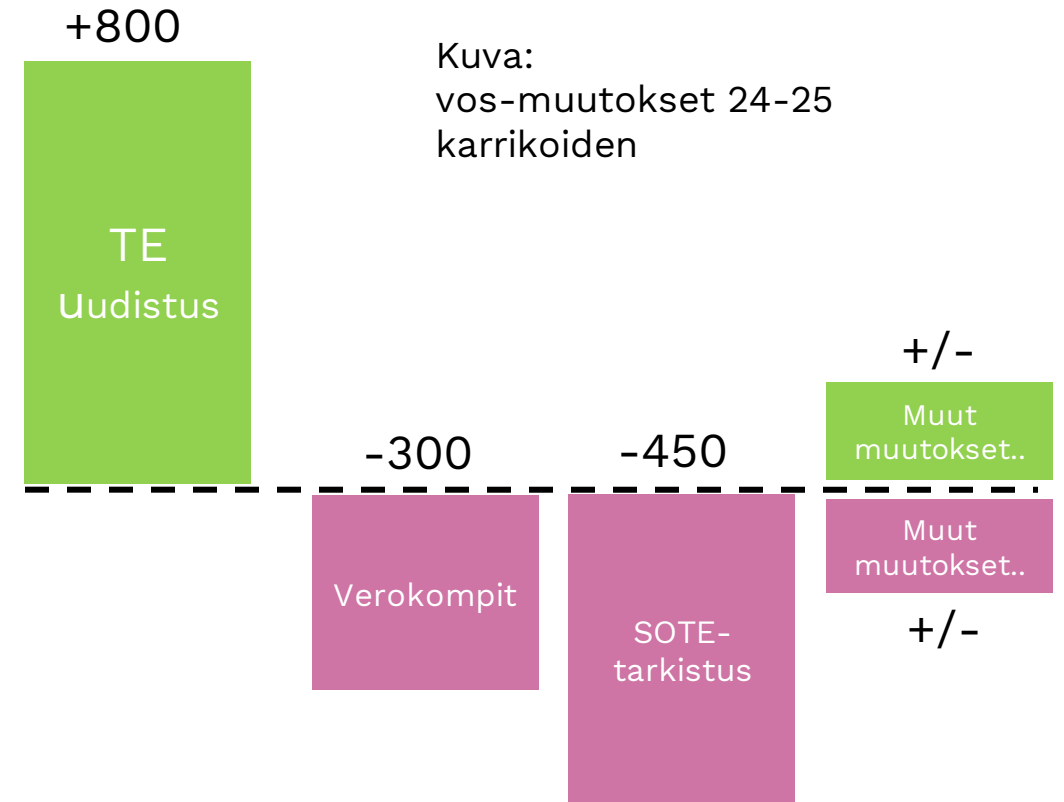 +800
Kuva:
vos-muutokset 24-25
karrikoiden
TE
Uudistus
-300
Verokompit
-450
SOTE-
tarkistus
+/-
Muut
muutokset..
Muut
muutokset..
+/-